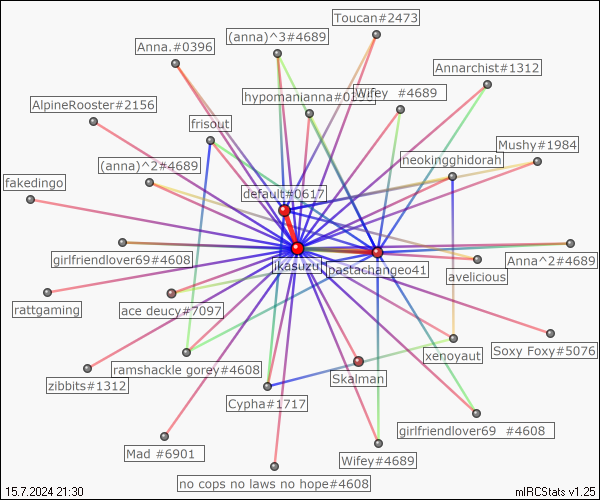 Toucan#2473
(anna)^3#4689
Anna.#0396
Annarchist#1312
Wifey  #4689
hypomanianna#0
AlpineRooster#2156
frisout
Mushy#1984
neokingghidorah
(anna)^2#4689
fakedingo
default#0617
jkasuzu
pastachangeo41
girlfriendlover69#4608
Anna^2#4689
avelicious
rattgaming
ace deucy#7097
Soxy Foxy#5076
xenoyaut
ramshackle gorey#4608
zibbits#1312
Skalman
Cypha#1717
girlfriendlover69  #4608
Mad #6901
Wifey#4689
no cops no laws no hope#4608
15.7.2024 21:30
mIRCStats v1.25